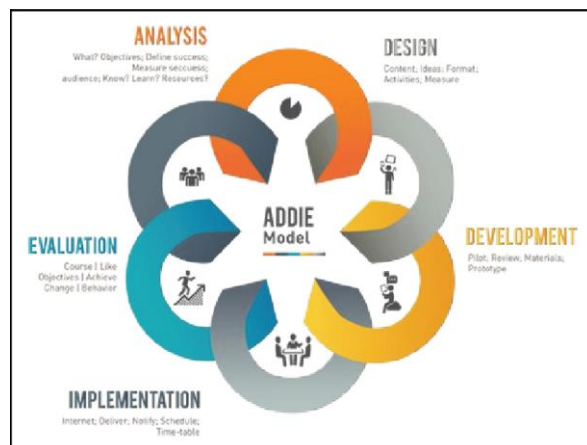 ANALYSIS
What? Objectives; Define success;
Measure seccuess;
audience; Know? Learn? Resources?
DESIGN
Content; Ideas; Format;
Activities; Measure
ADDIE
Model
EVALUATION
Course | Like
Objectives | Achieve
Change | Behavior
DEVELOPMENT
Pilot, Review, Materials;
Prototype
IMPLEMENTATION
Internet; Deliver; Notify; Schedule;
Time-table